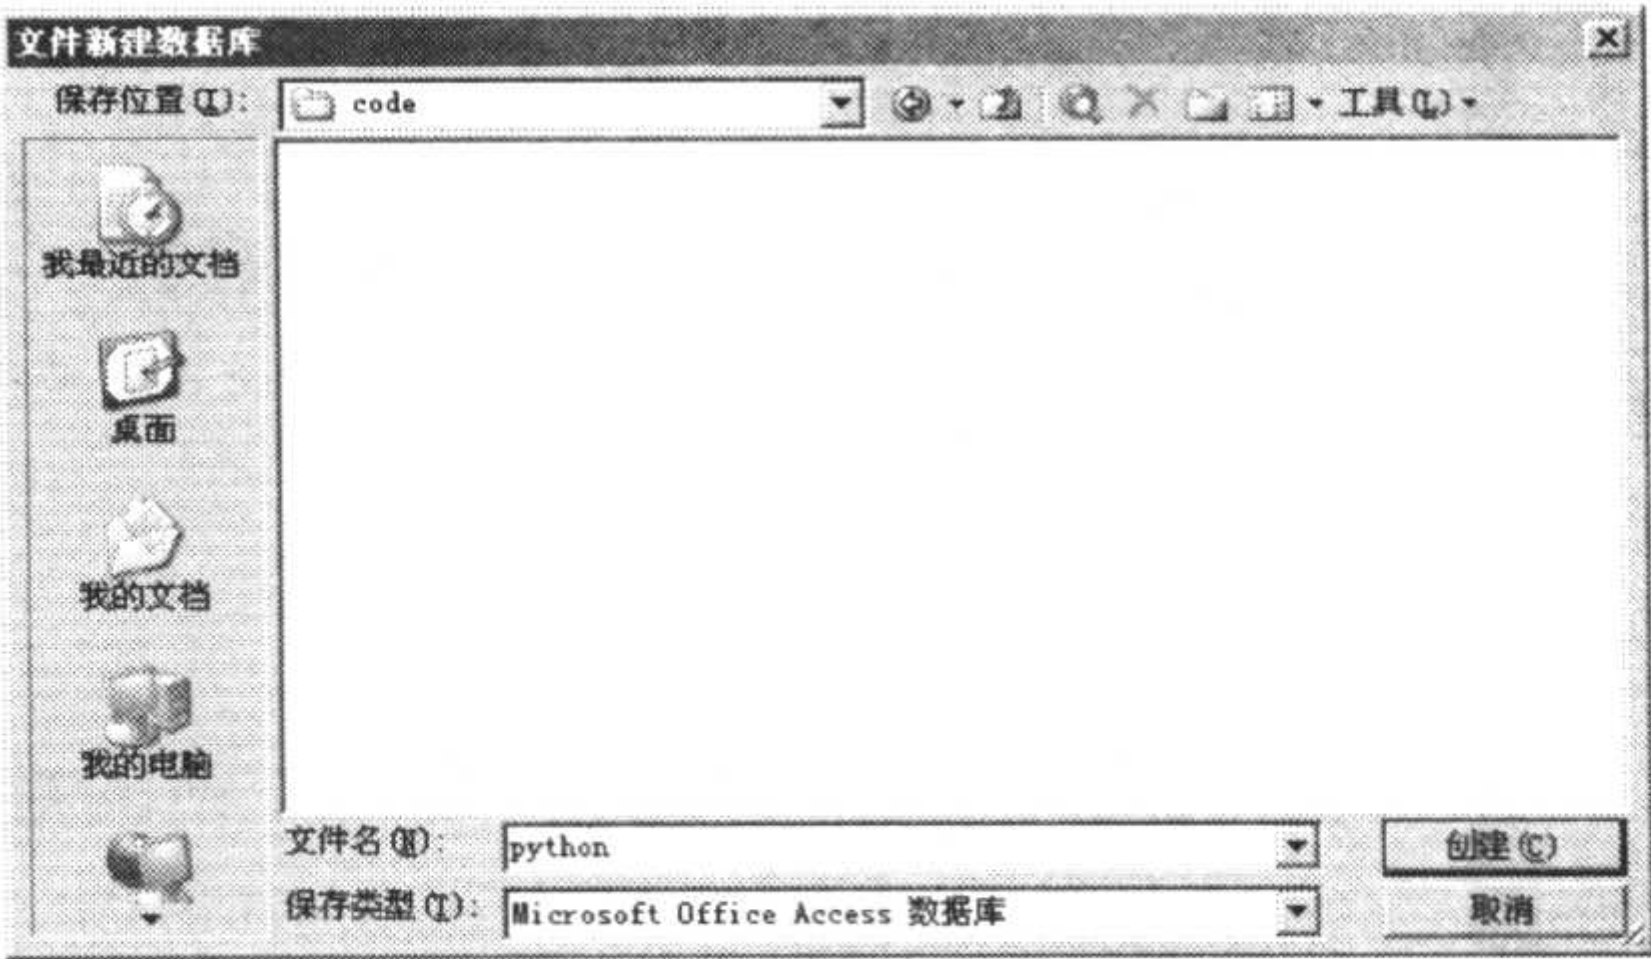 文件新建数据库
保存位置(I): code 工具(L)
我最近的文档
桌面
我的文档
我的电脑
文件名(N): python 创建(C)
保存类型(T): Microsoft Office Access 数据库 取消